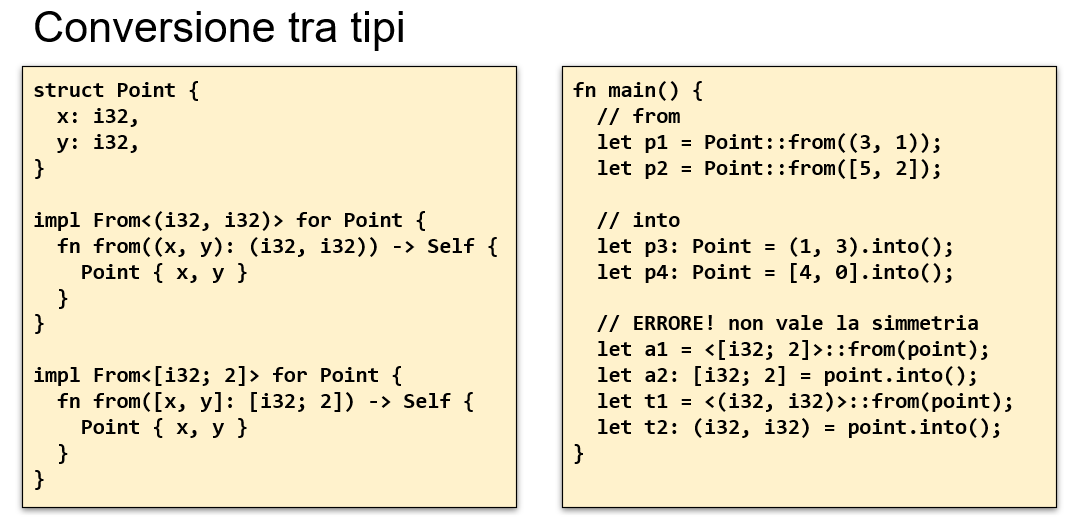 Conversione tra tipi
struct Point {
  x: i32,
  y: i32,
}

impl From<(i32, i32)> for Point {
  fn from((x, y): (i32, i32)) -> Self {
    Point { x, y }
  }
}

impl From<[i32; 2]> for Point {
  fn from([x, y]: [i32; 2]) -> Self {
    Point { x, y }
  }
}
fn main() {
  // from
  let p1 = Point::from((3, 1));
  let p2 = Point::from([5, 2]);

  // into
  let p3: Point = (1, 3).into();
  let p4: Point = [4, 0].into();

  // ERRORE! non vale la simmetria
  let a1 = <[i32; 2]>::from(point);
  let a2: [i32; 2] = point.into();
  let t1 = <(i32, i32)>::from(point);
  let t2: (i32, i32) = point.into();
}